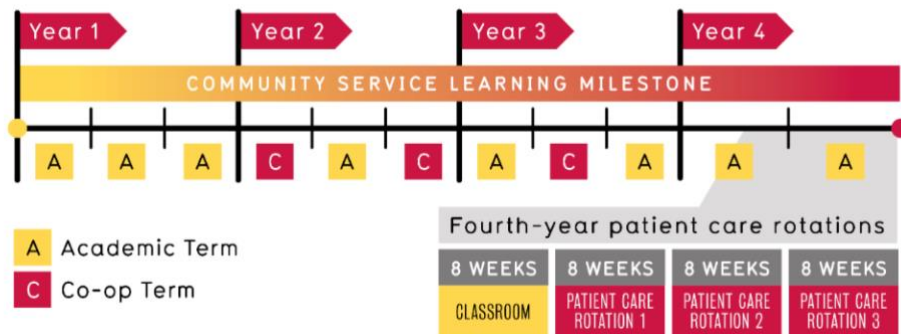 Year 1 Year 2 Year 3 Year 4
COMMUNITY SERVICE LEARNING MILESTONE
A A A C A C A C A A A
A Academic Term
C Co-op Term
Fourth-year patient care rotations
8 WEEKS 8 WEEKS 8 WEEKS 8 WEEKS
CLASSROOM
PATIENT CARE
ROTATION 1
PATIENT CARE
ROTATION 2
PATIENT CARE
ROTATION 3